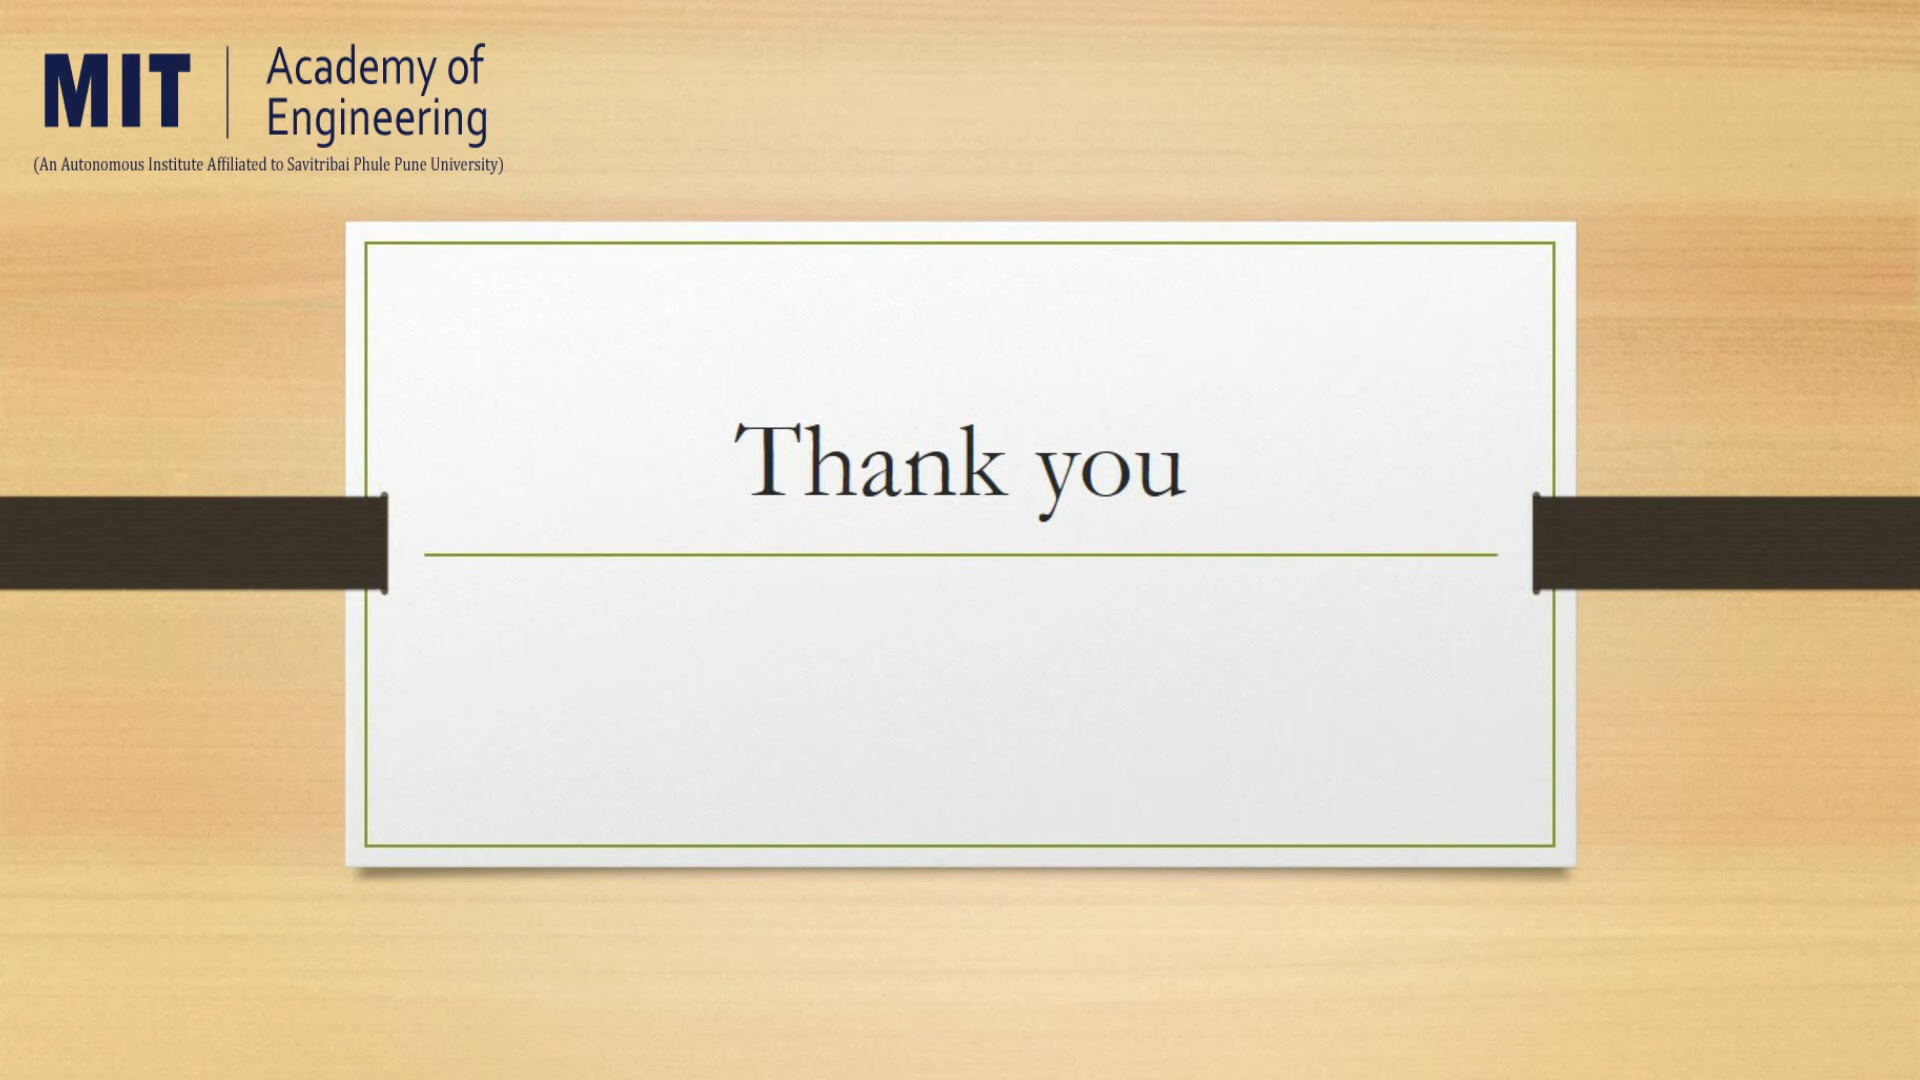 MIT
Academy of
Engineering
(An Autonomous Institute Affiliated to Savitribai Phule Pune University)
Thank you